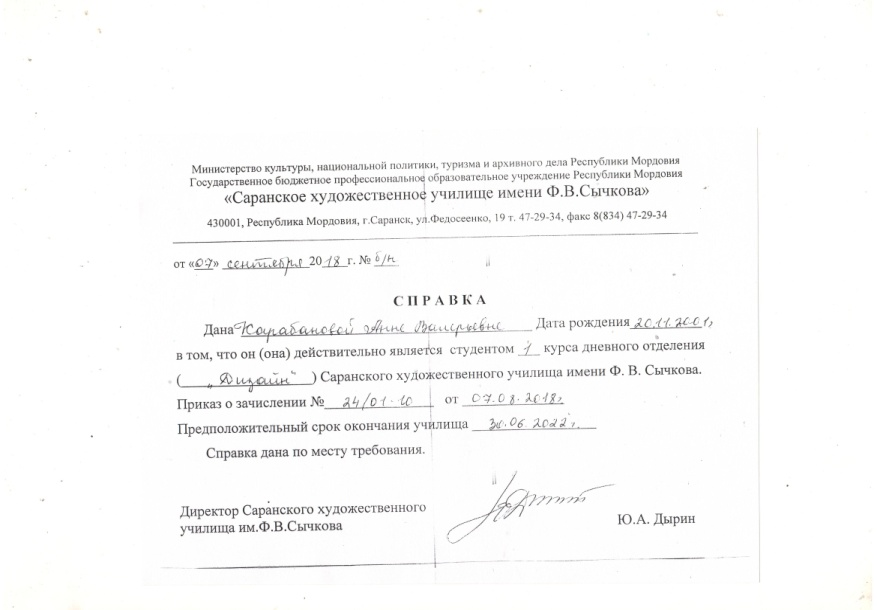 Министерство культуры, национальной политики, туризма и архивного дела Республики Мордовия
Государственное бюджетное профессиональное образовательное учреждение Республики Мордовия
«Саранское художественное училище имени Ф.В.Сычкова»
430001, Республика Мордовия, г.Саранск, ул.Федосеенко, 19 т. 47-29-34, факс 8(834) 47-29-34
от «07» сентября 2018 г. № б/н
СПРАВКА
Дана Карабановой Анне Валерьевне Дата рождения 20.11.2001,
в том, что он (она) действительно является студентом 1 курса дневного отделения
( „Дизайн“ ) Саранского художественного училища имени Ф. В. Сычкова.
Приказ о зачислении № 24/01-10 от 07.08.2018г.
Предположительный срок окончания училища 30.06.2022г.
Справка дана по месту требования.
Директор Саранского художественного
училища им.Ф.В.Сычкова
Ю.А. Дырин